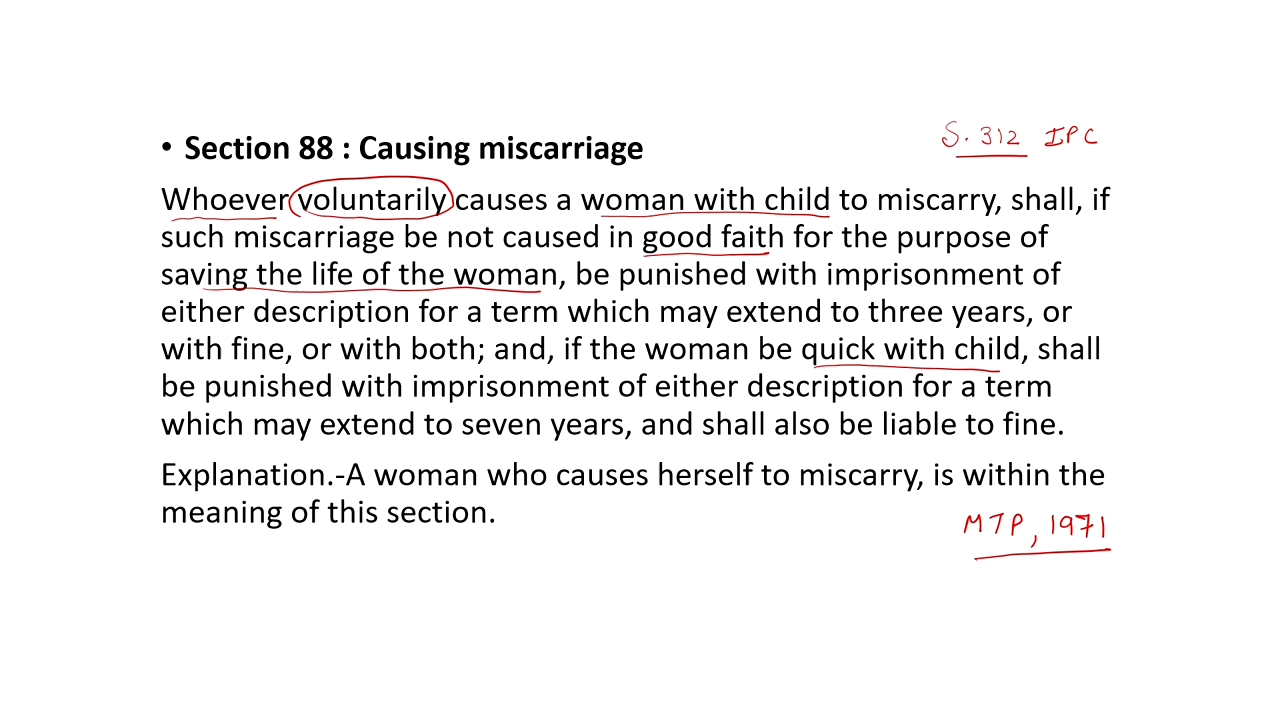 • Section 88 : Causing miscarriage
S. 312 IPC
Whoever voluntarily causes a woman with child to miscarry, shall, if
such miscarriage be not caused in good faith for the purpose of
saving the life of the woman, be punished with imprisonment of
either description for a term which may extend to three years, or
with fine, or with both; and, if the woman be quick with child, shall
be punished with imprisonment of either description for a term
which may extend to seven years, and shall also be liable to fine.
Explanation.-A woman who causes herself to miscarry, is within the
meaning of this section.
MTP, 1971